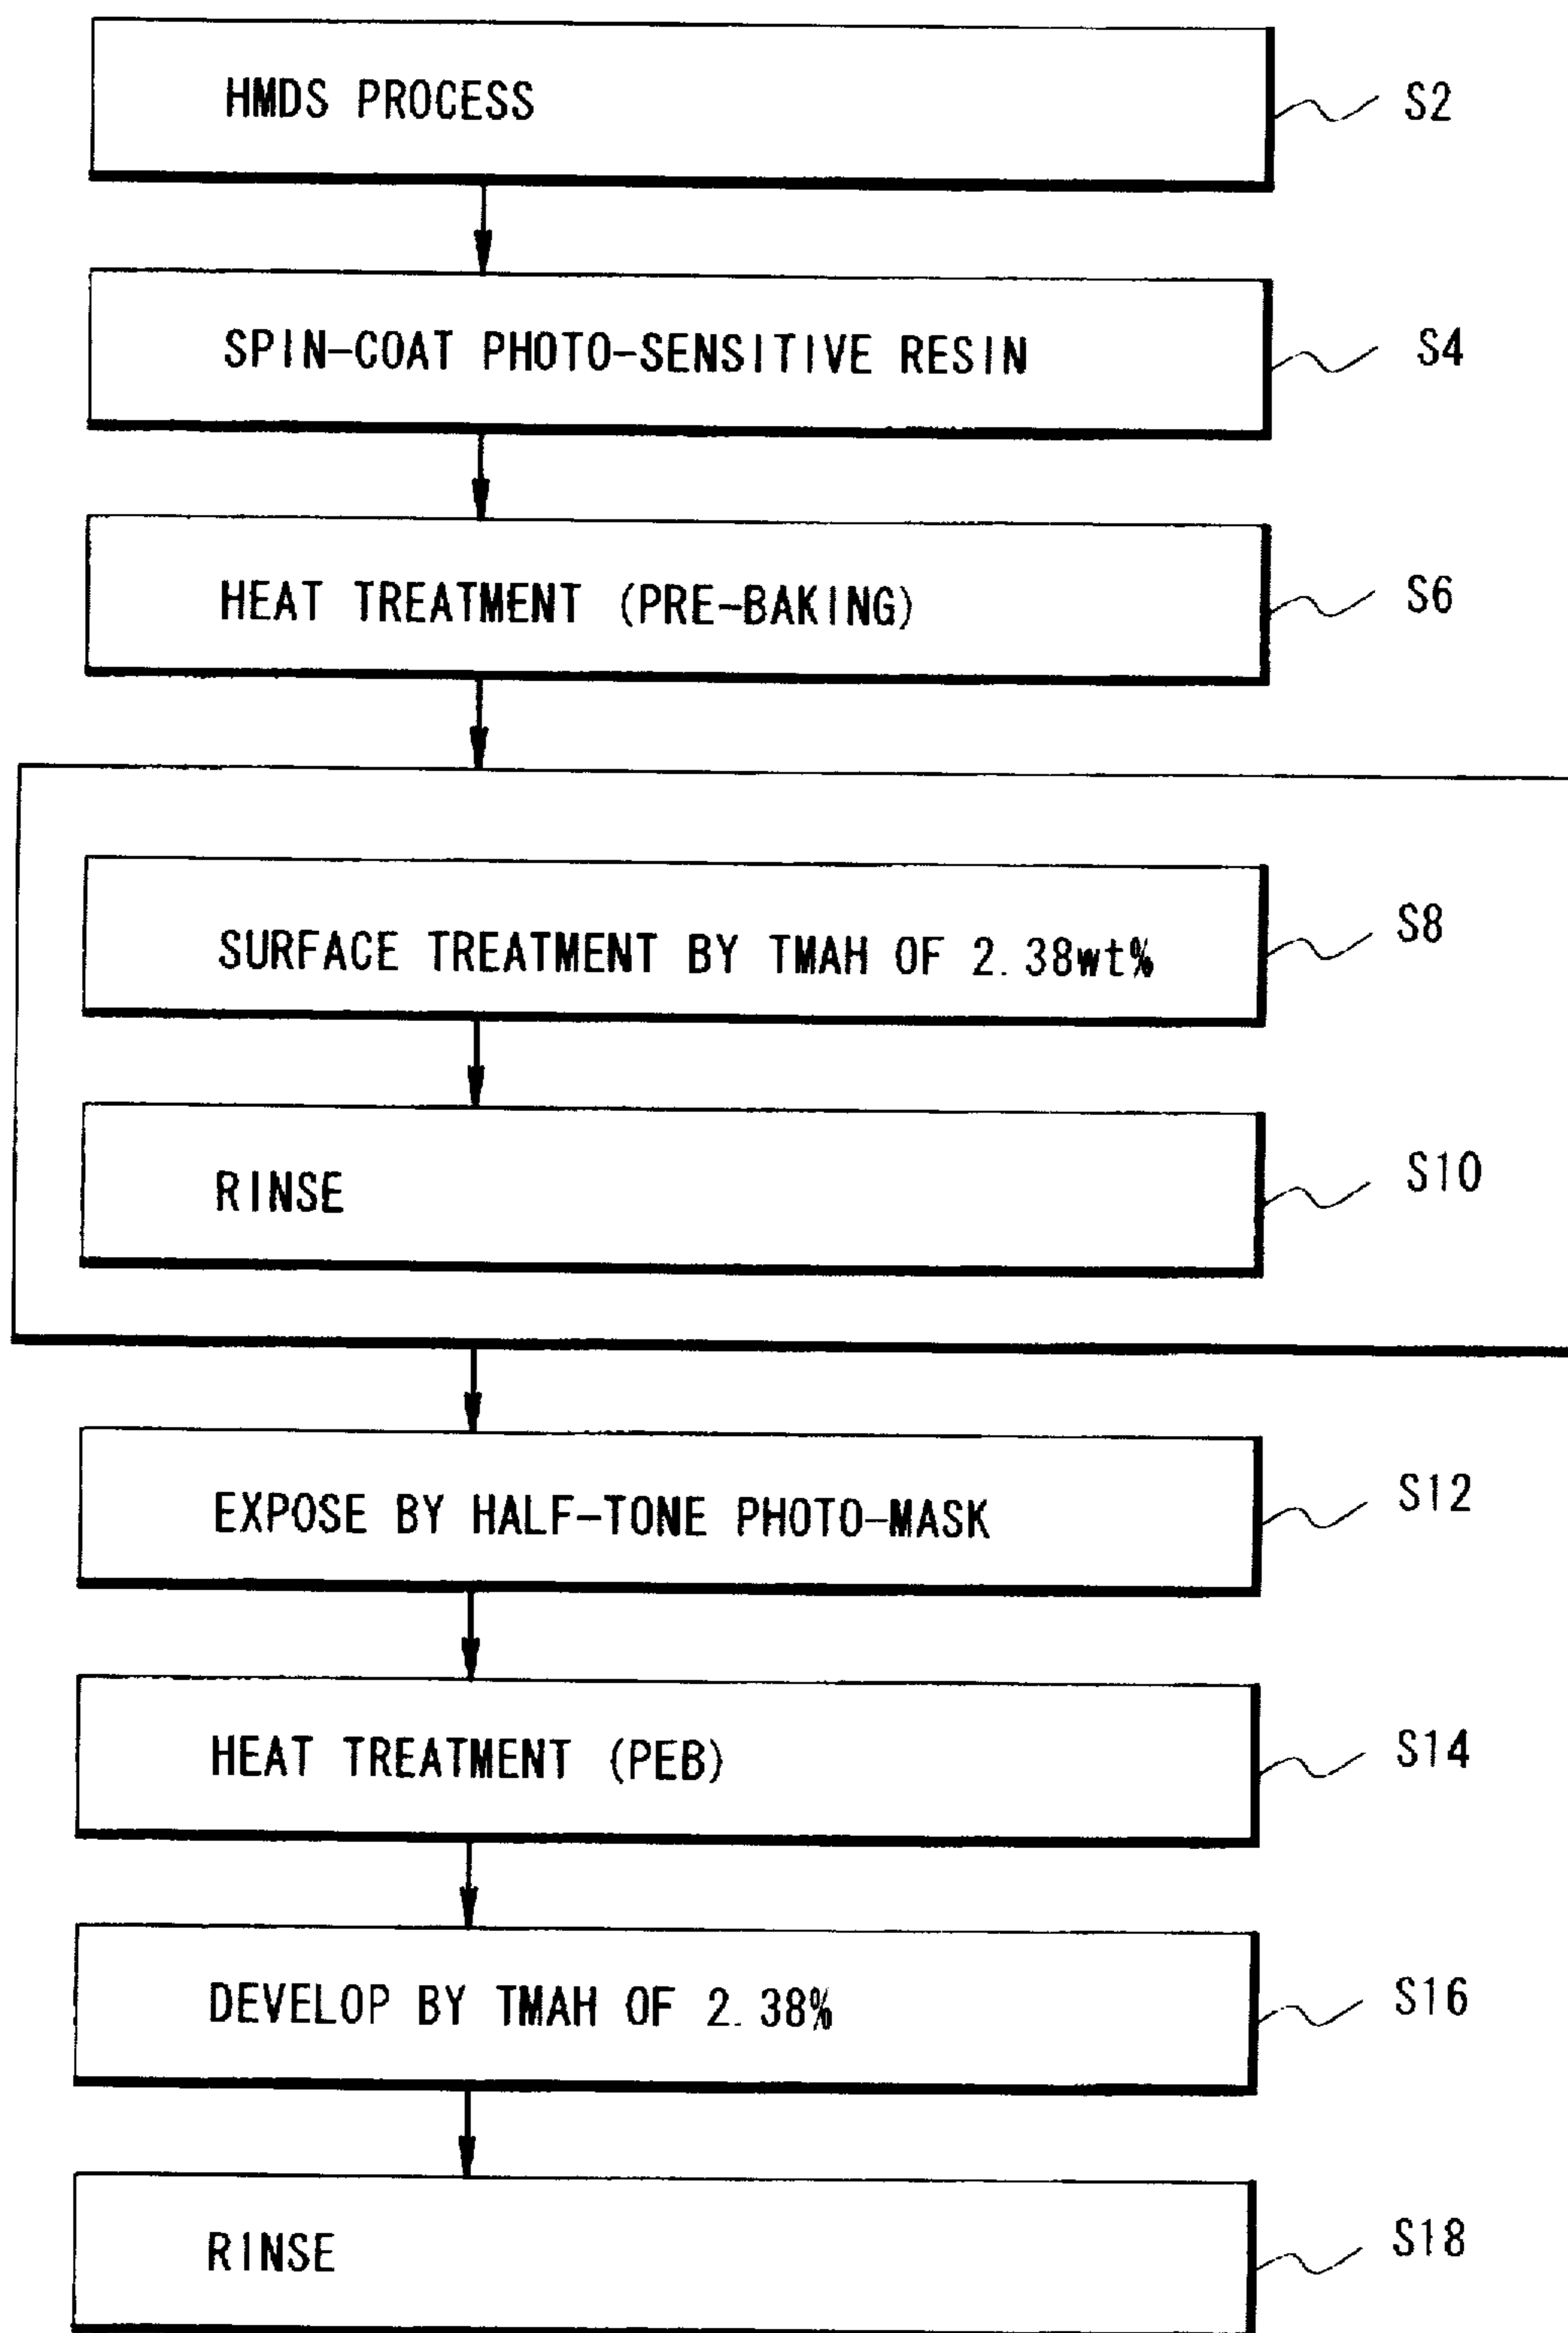 HMDS PROCESS
S2
SPIN-COAT PHOTO-SENSITIVE RESIN
S4
HEAT TREATMENT (PRE-BAKING)
S6
SURFACE TREATMENT BY TMAH OF 2.38wt%
S8
RINSE
S10
EXPOSE BY HALF-TONE PHOTO-MASK
S12
HEAT TREATMENT (PEB)
S14
DEVELOP BY TMAH OF 2.38%
S16
RINSE
S18